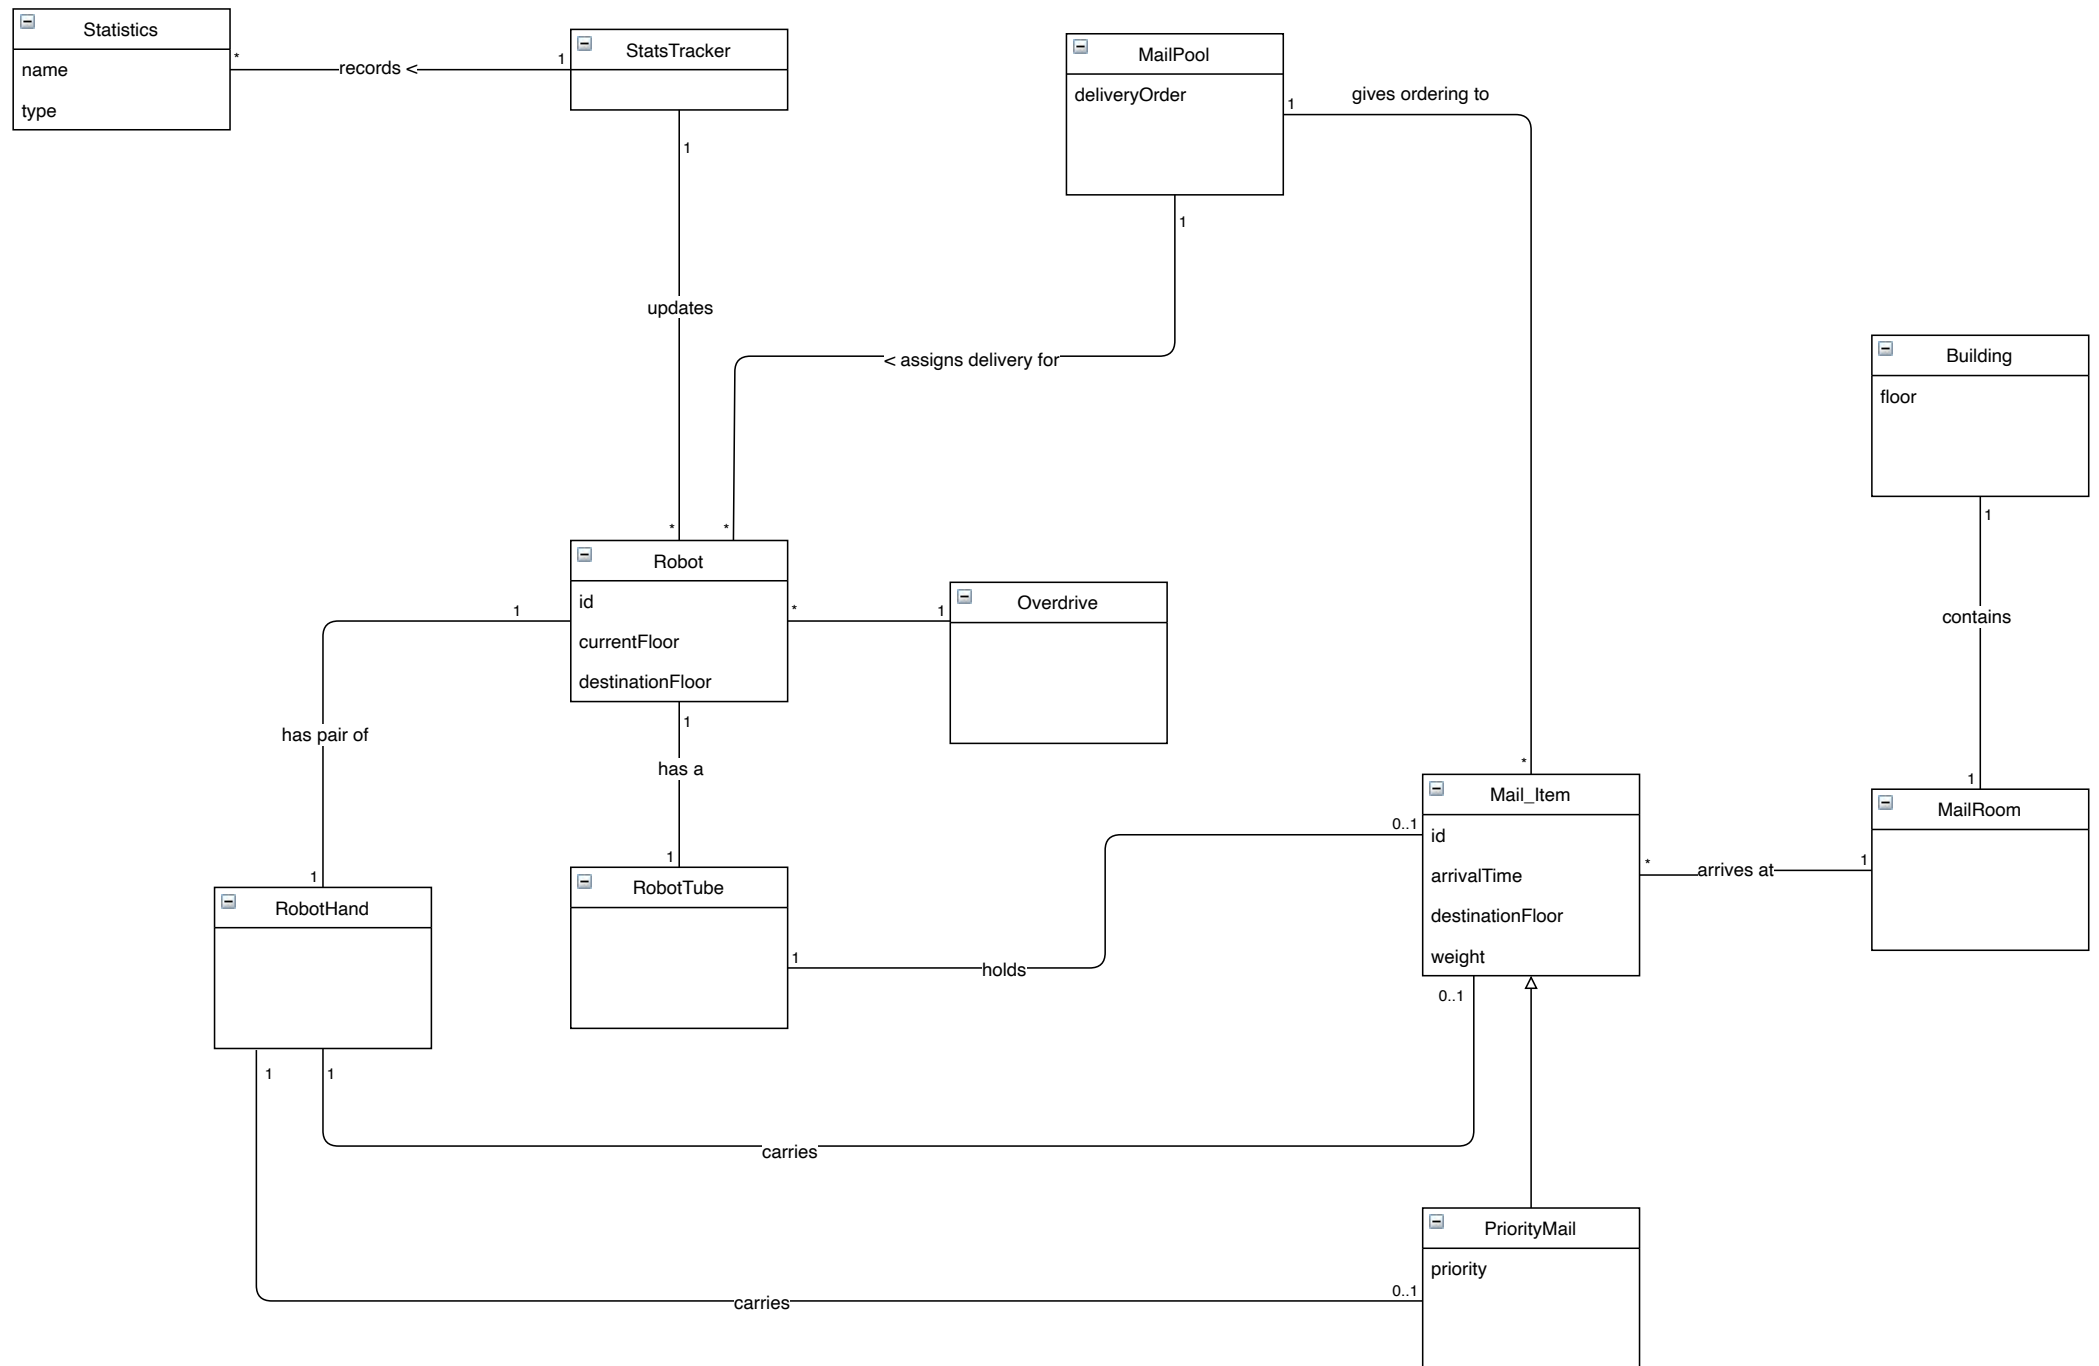 Statistics
name
type
*
records <
1
StatsTracker
1
updates
*
MailPool
deliveryOrder
1
gives ordering to
1
< assigns delivery for
*
Building
floor
1
contains
1
Robot
id
currentFloor
destinationFloor
*
1
Overdrive
1
has pair of
1
1
has a
1
*
Mail_Item
id
arrivalTime
destinationFloor
weight
0..1
*
arrives at
1
MailRoom
RobotHand
RobotTube
1
holds
0..1
1
1
carries
carries
0..1
PriorityMail
priority